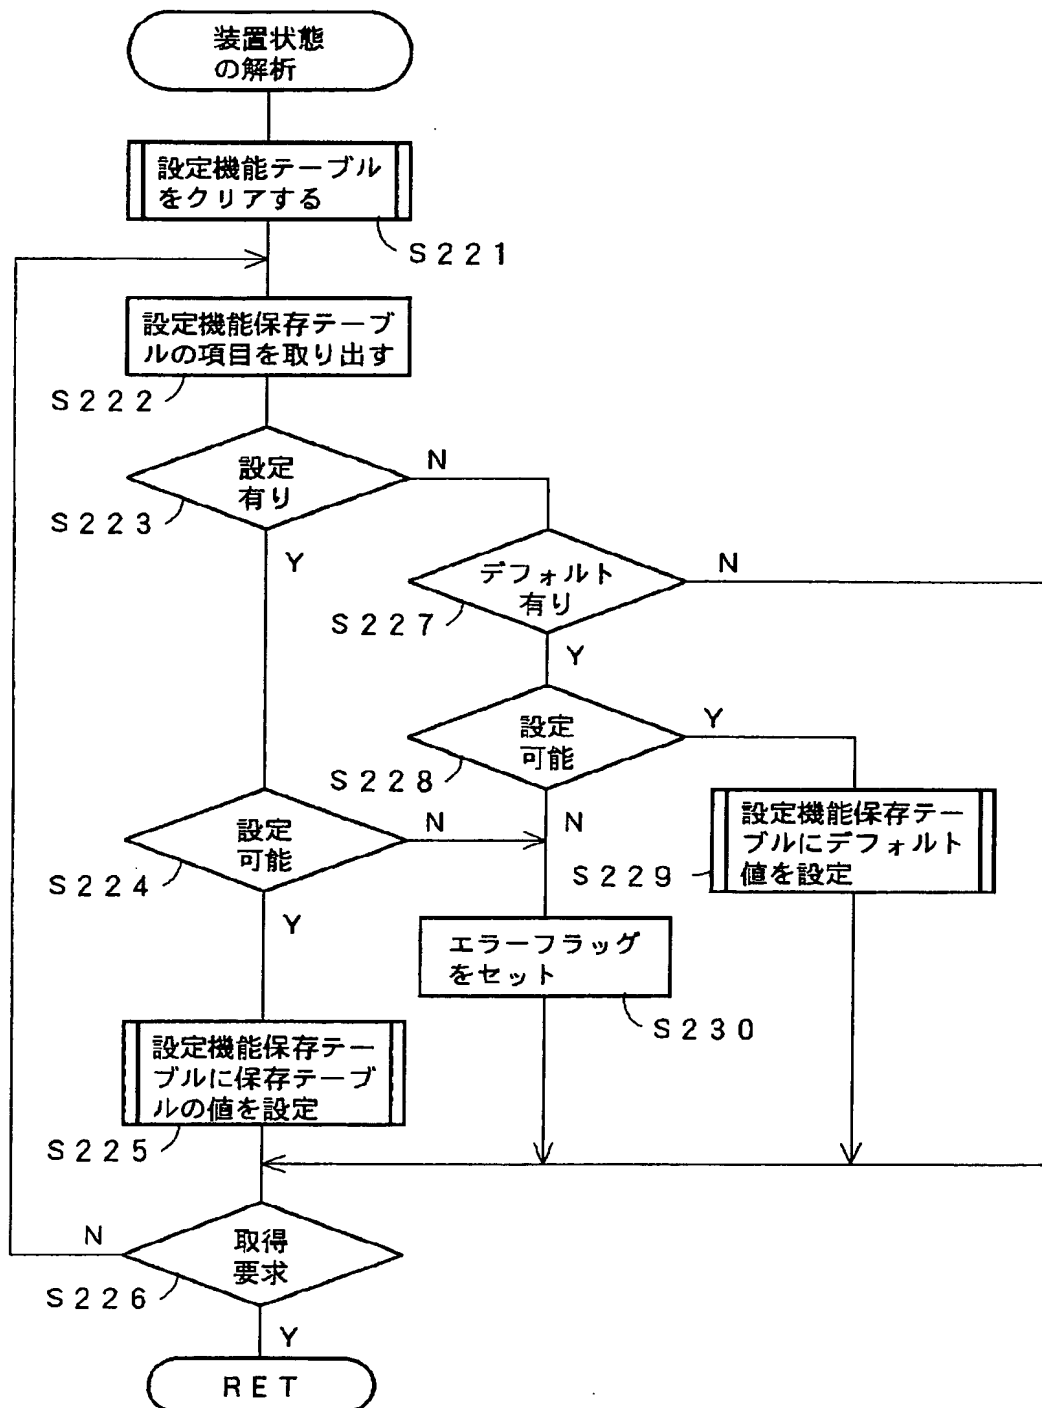 装置状態
の解析
設定機能テーブル
をクリアする
S221
設定機能保存テーブ
ルの項目を取り出す
S222
設定
有り
N
S223
Y
デフォルト
有り
N
S227
Y
設定
可能
Y
S228
N
設定
可能
N
S224
Y
設定機能保存テー
ブルにデフォルト
値を設定
S229
エラーフラッグ
をセット
S230
設定機能保存テー
ブルに保存テーブ
ルの値を設定
S225
取得
要求
N
S226
Y
RET